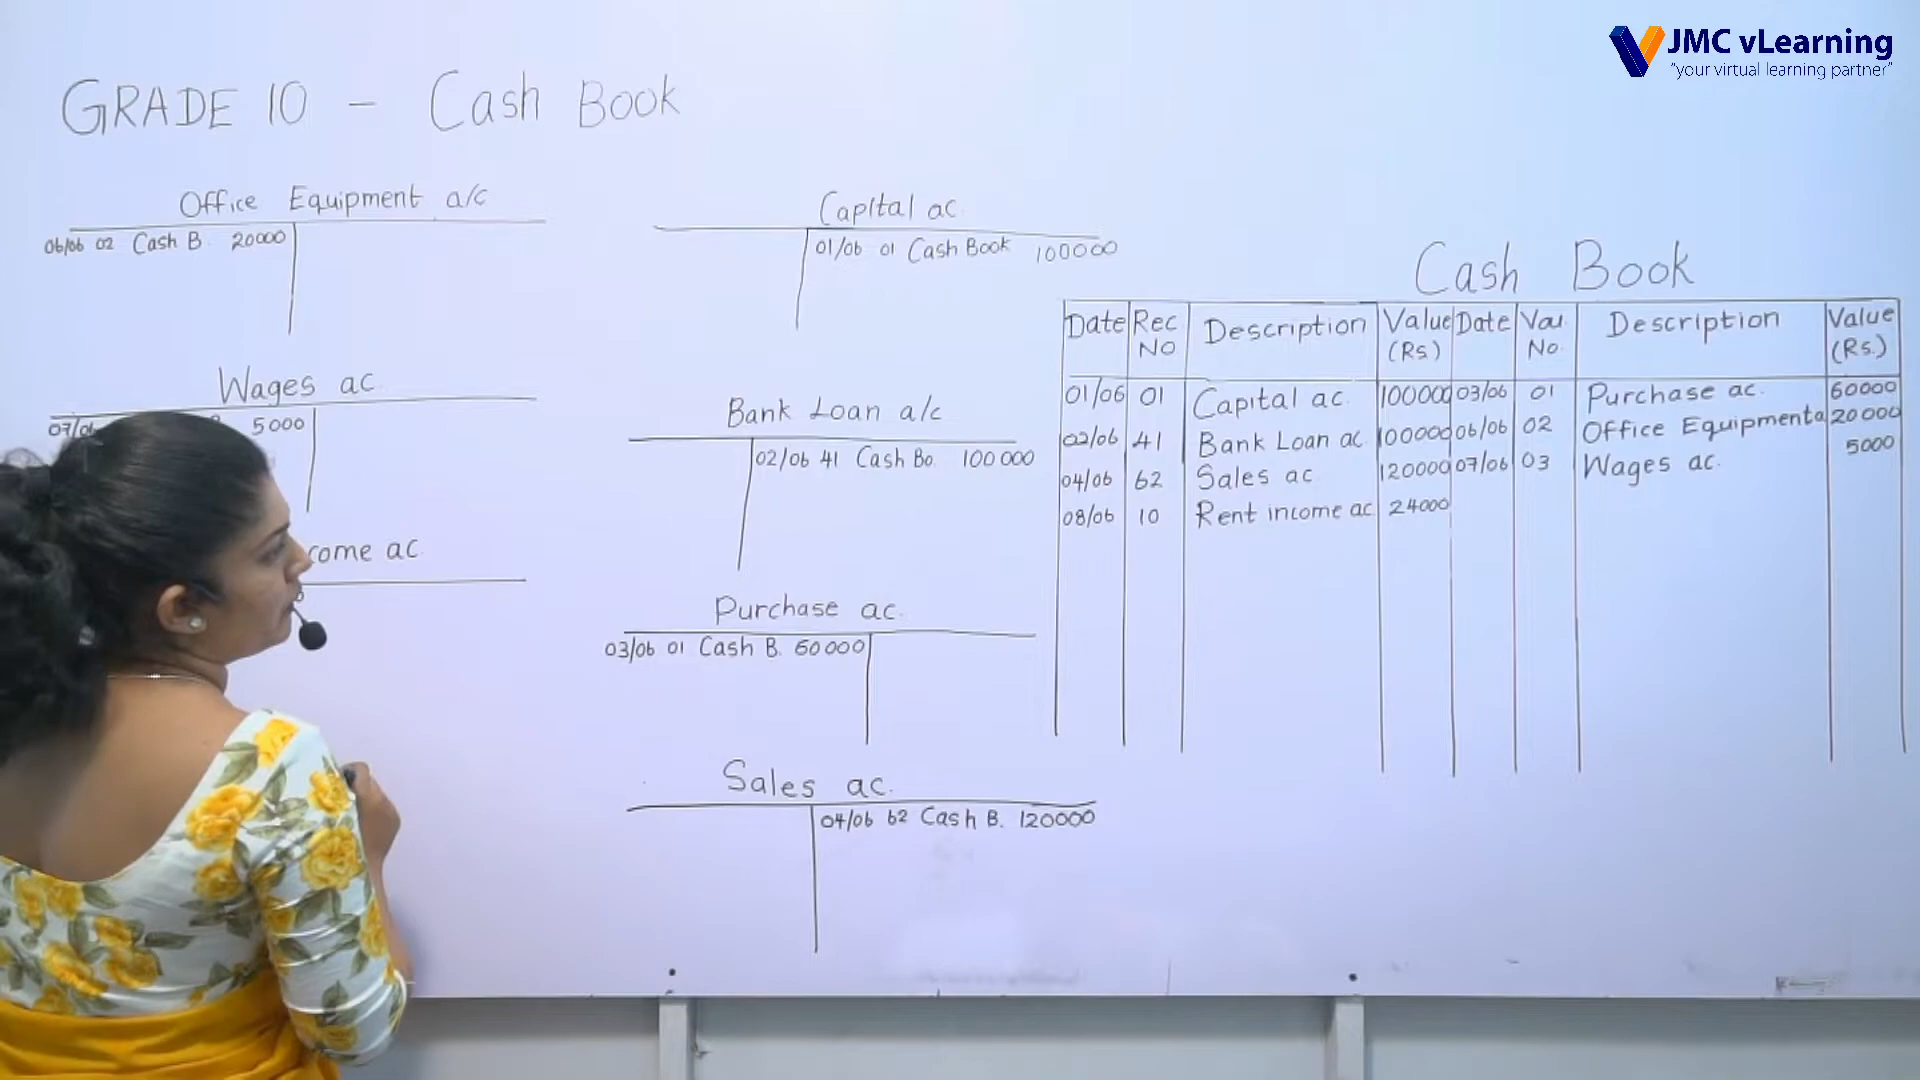 JMC vLearning
"your virtual learning partner"
GRADE 10 - Cash Book
Office Equipment a/c
06/06 02 Cash B. 20000
Wages ac.
07/06 5000
come ac.
Capital ac.
01/06 01 Cash Book 100000
Bank Loan a/c
02/06 41 Cash Bo. 100000
Purchase ac.
03/06 01 Cash B. 60000
Sales ac.
04/06 62 Cash B. 120000
Cash Book
Date Rec No Description Value (Rs) Date Vou No. Description Value (Rs.)
01/06 01 Capital ac. 100000 03/06 01 Purchase ac. 60000
02/06 41 Bank Loan ac 100000 06/06 02 Office Equipment a 20000
04/06 62 Sales ac 120000 07/06 03 Wages ac. 5000
08/06 10 Rent income ac 24000